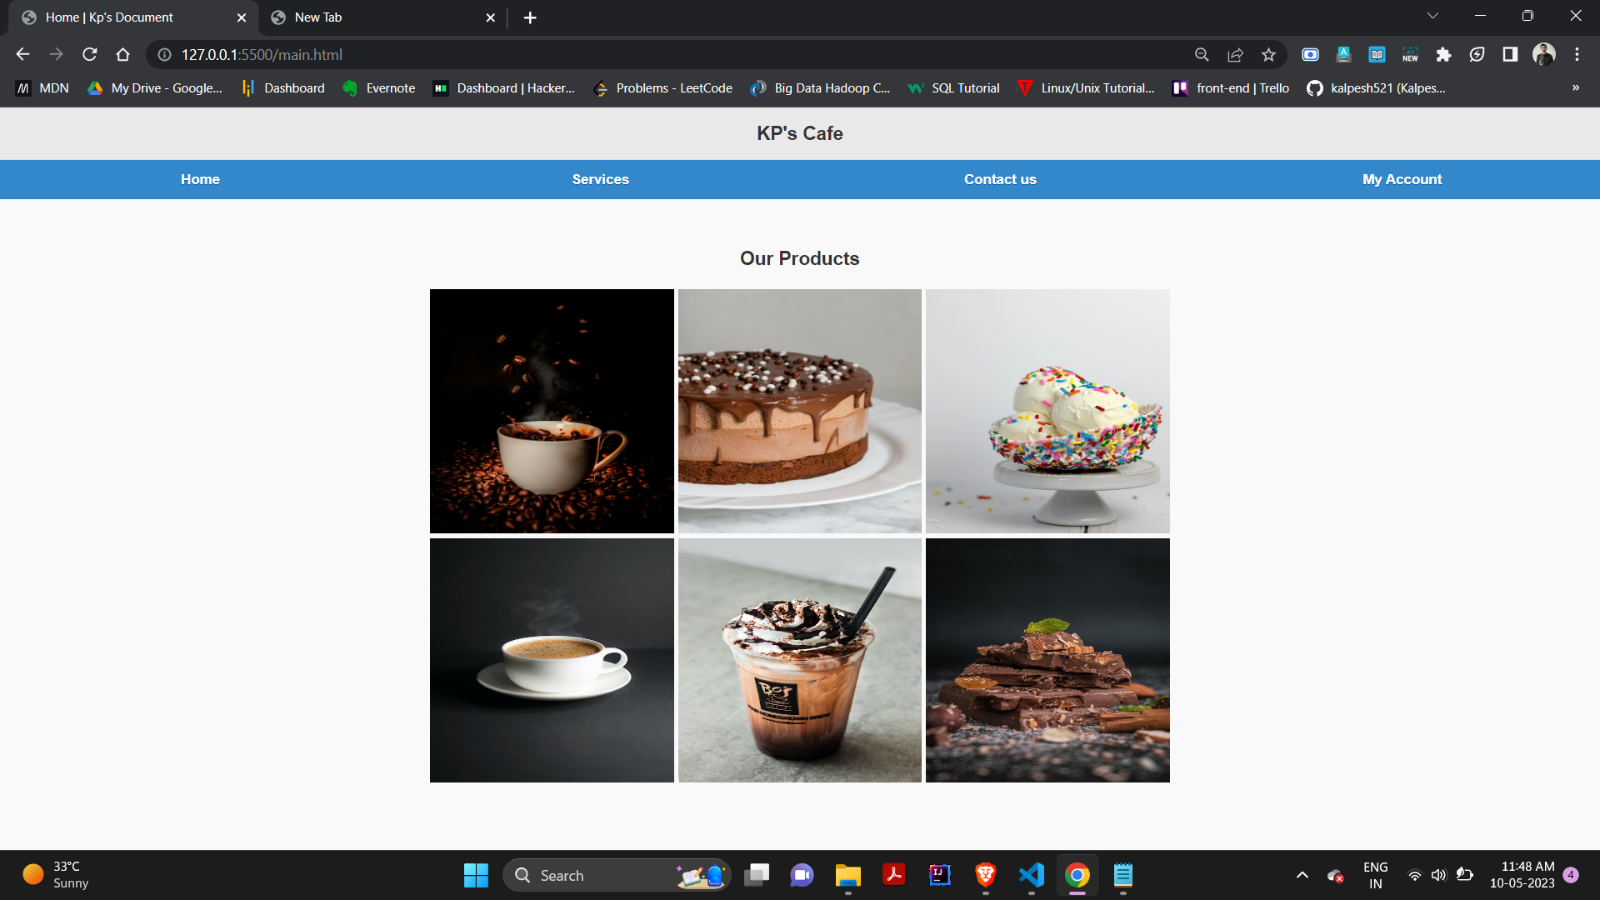 Home | Kp's Document
New Tab
127.0.0.1:5500/main.html
NEW
MDN
My Drive - Google...
Dashboard
Evernote
Dashboard | Hacker...
Problems - LeetCode
Big Data Hadoop C...
SQL Tutorial
Linux/Unix Tutorial...
front-end | Trello
kalpesh521 (Kalpes...
»
KP's Cafe
Home
Services
Contact us
My Account
Our Products
33°C
Sunny
Search
ENG
IN
11:48 AM
10-05-2023
4